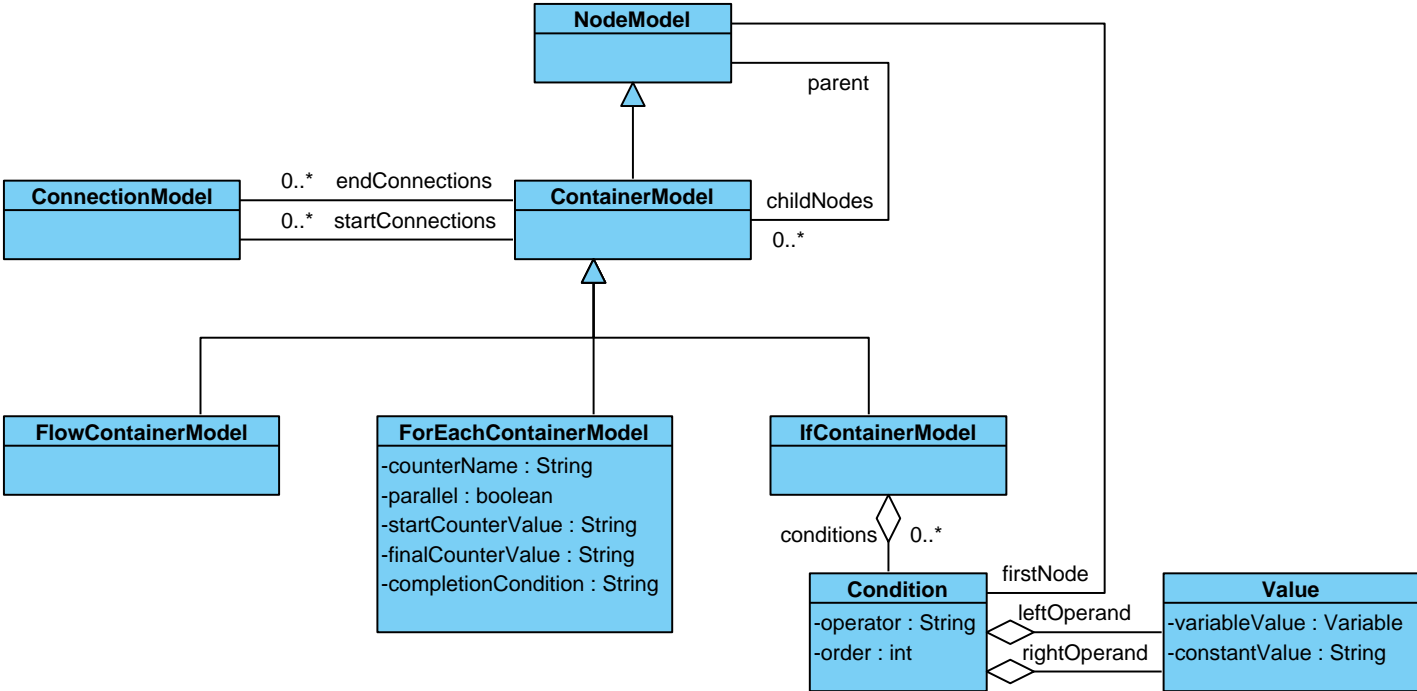 NodeModel
parent
ConnectionModel
0..* endConnections
0..* startConnections
ContainerModel
childNodes
0..*
FlowContainerModel
ForEachContainerModel
-counterName : String
-parallel : boolean
-startCounterValue : String
-finalCounterValue : String
-completionCondition : String
IfContainerModel
conditions 0..*
firstNode
Condition
-operator : String
-order : int
leftOperand
rightOperand
Value
-variableValue : Variable
-constantValue : String